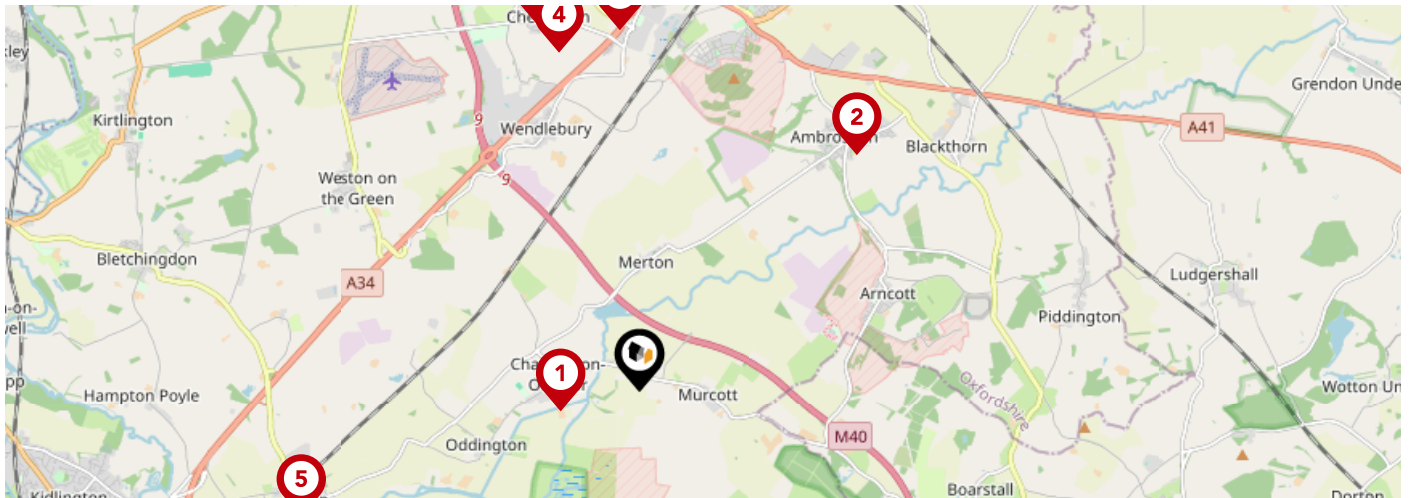 4
Kirtlington
9
Wendlebury
2
Blackthorn
A41
Grendon Unde
Weston on
the Green
9
Bletchingdon
A34
Merton
Arncott
Ludgershall
Piddington
1
Hampton Poyle
Murcott
Oxfordshire
Wotton Un
Oddington
M40
5
Kidlington
Boarstall
Dorton